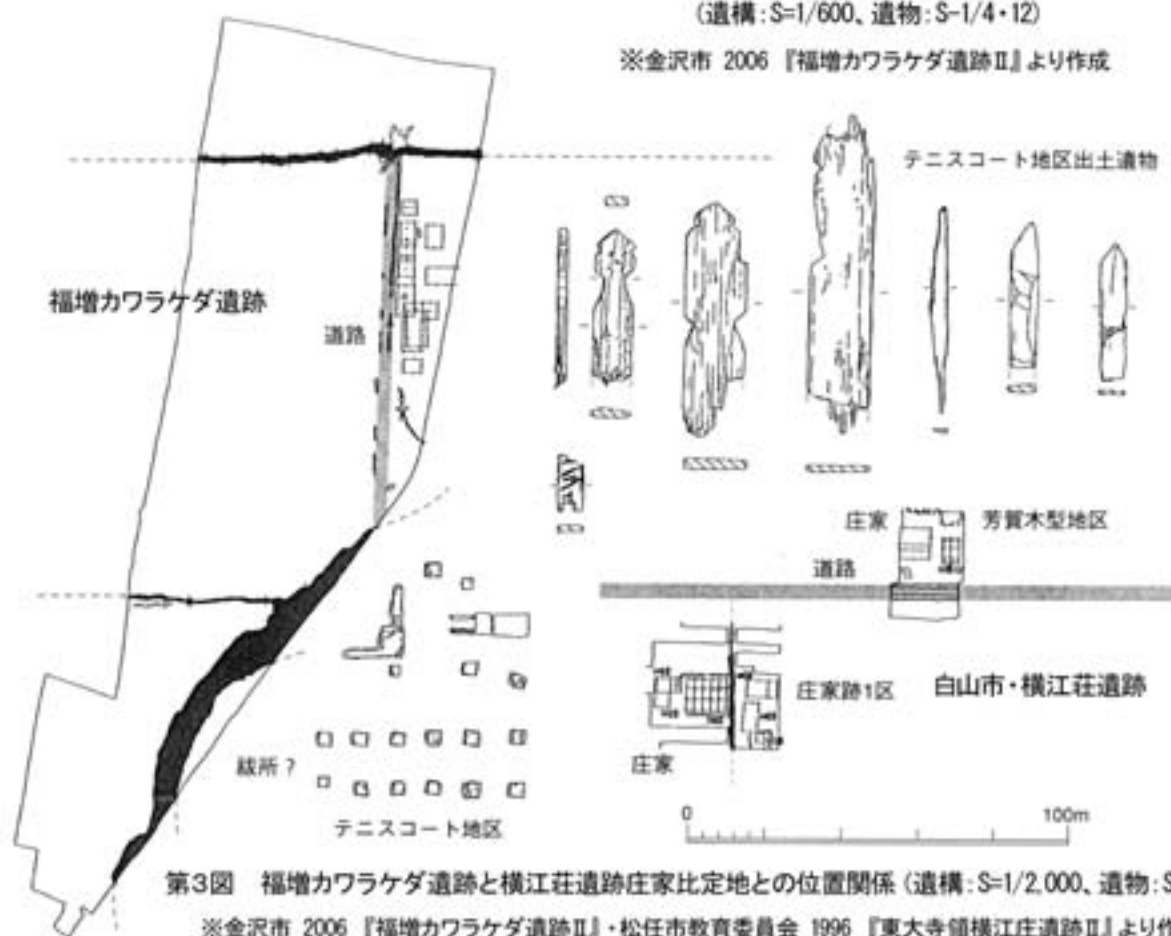 (遺構:S=1/600、遺物:S-1/4・12)
※金沢市 2006 『福増カワラケダ遺跡Ⅱ』より作成
テニスコート地区出土遺物
福増カワラケダ遺跡
道路
庄家
芳賀木型地区
道路
庄家跡1区
白山市・横江荘遺跡
庄家
綴所?
テニスコート地区
0
100m
第3図 福増カワラケダ遺跡と横江荘遺跡庄家比定地との位置関係(遺構:S=1/2,000、遺物:S
※金沢市 2006 『福増カワラケダ遺跡Ⅱ』・松任市教育委員会 1996 『東大寺領横江庄遺跡Ⅱ』より作